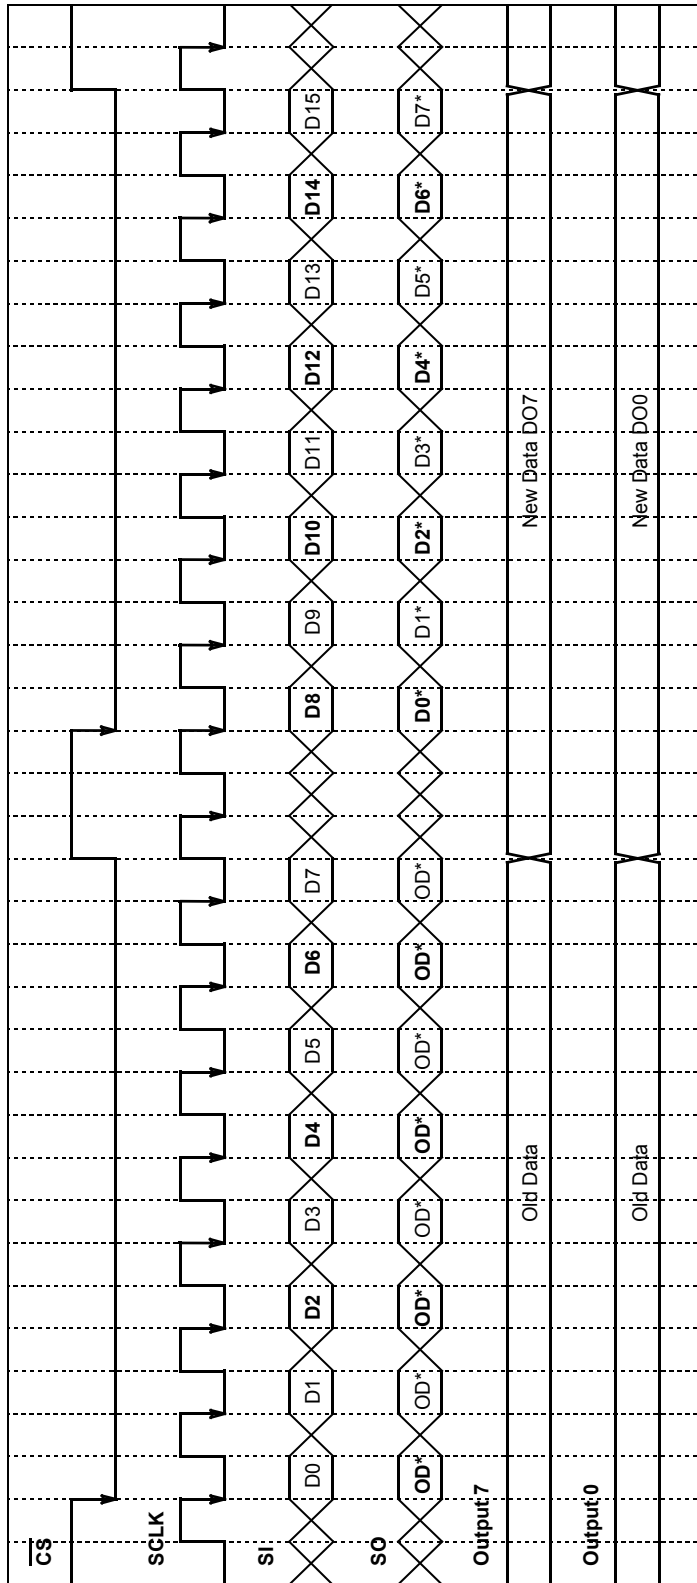 CS
SCLK
SI
D0 D1 D2 D3 D4 D5 D6 D7 D8 D9 D10 D11 D12 D13 D14 D15
SO
OD* OD* OD* OD* OD* OD* OD* OD* D0* D1* D2* D3* D4* D5* D6* D7*
Output 7
Old Data New Data DO7
Output 0
Old Data New Data DO0